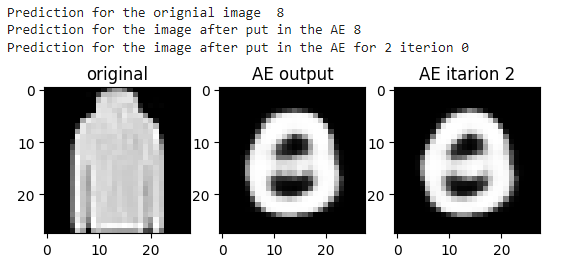 Prediction for the orignial image  8
Prediction for the image after put in the AE 8
Prediction for the image after put in the AE for 2 iterion 0
original AE output AE itarion 2
0 0 0
10 10 10
20 20 20
0 10 20 0 10 20 0 10 20